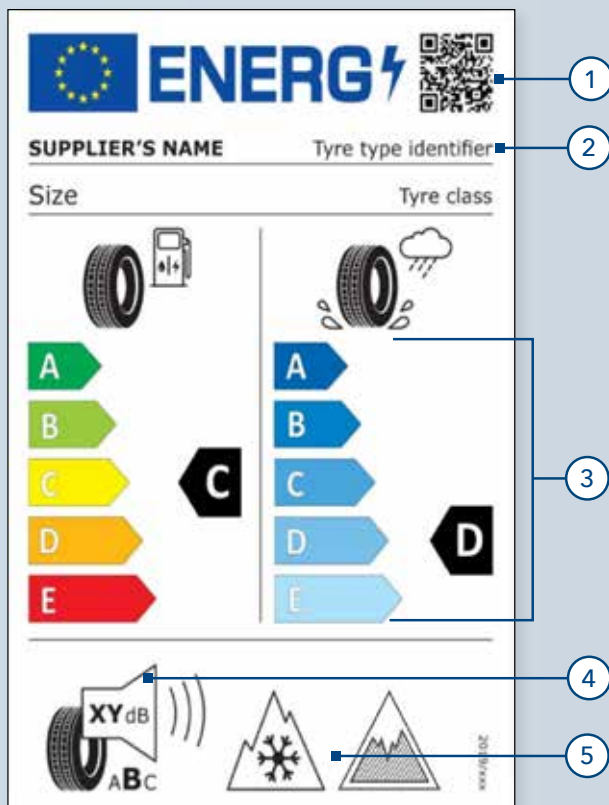 ENERG
1
SUPPLIER'S NAME Tyre type identifier
2
Size Tyre class
A
B
C
D
E
C
A
B
C
D
E
D
3
XYdB
ABC
4
5
2019/xxx